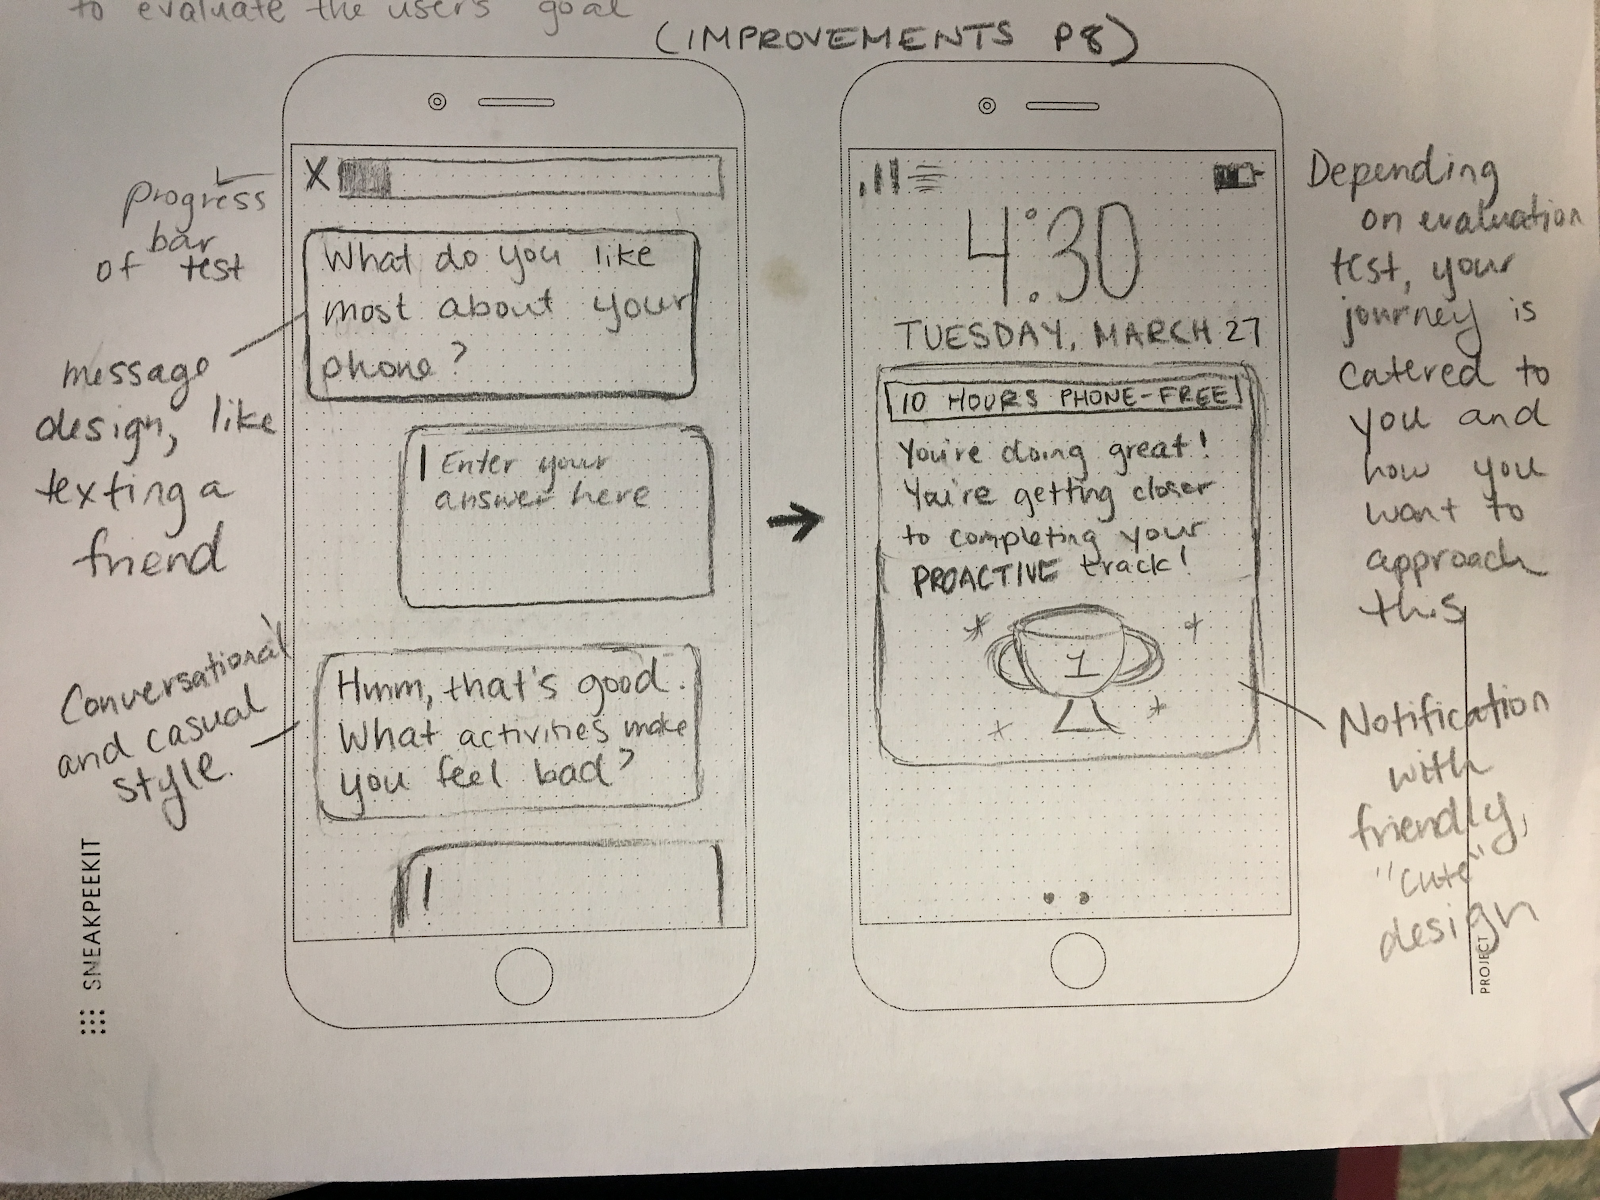 to evaluate the users goal
(IMPROVEMENTS P8)
progress
bar
of test
message
design, like
texting a
friend
Conversational
and casual
style.
X
What do you like
most about your
phone?
Enter your
answer here
Hmm, that's good.
What activities make
you feel bad?
4:30
TUESDAY, MARCH 27
10 HOURS PHONE-FREE
You're doing great!
You're getting closer
to completing your
PROACTIVE track!
1
Depending
on evaluation
test, your
journey is
catered to
you and
how you
want to
approach
this
Notification
with
friendly,
"cute"
design
SNEAKPEEKIT
PROJECT